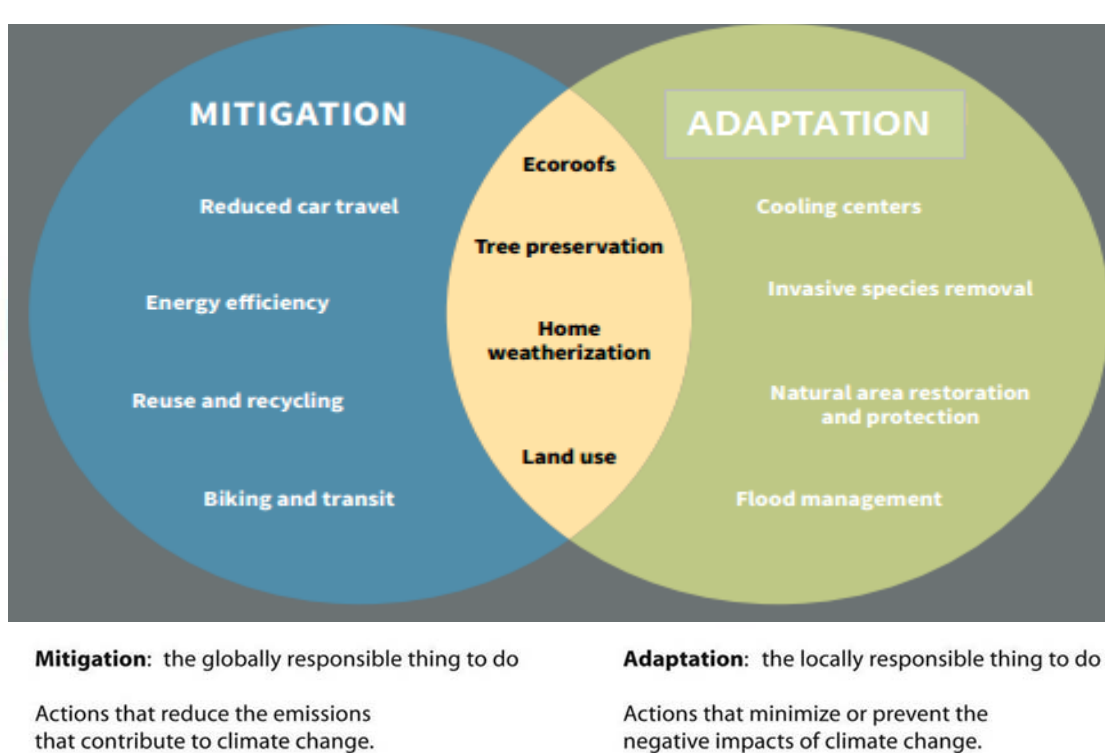 MITIGATION
Reduced car travel
Energy efficiency
Reuse and recycling
Biking and transit
Ecoroofs
Tree preservation
Home
weatherization
Land use
ADAPTATION
Cooling centers
Invasive species removal
Natural area restoration
and protection
Flood management
Mitigation: the globally responsible thing to do
Actions that reduce the emissions
that contribute to climate change.
Adaptation: the locally responsible thing to do
Actions that minimize or prevent the
negative impacts of climate change.